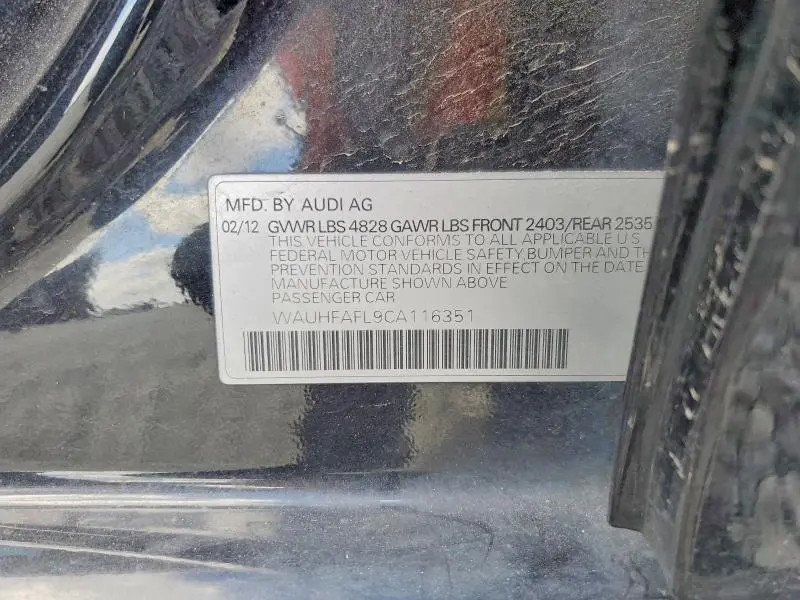 MFD. BY AUDI AG
02/12 GVWR LBS 4828 GAWR LBS FRONT 2403/REAR 2535
THIS VEHICLE CONFORMS TO ALL APPLICABLE U S
FEDERAL MOTOR VEHICLE SAFETY, BUMPER AND
PREVENTION STANDARDS IN EFFECT ON THE DATE
MANUFACTURE SHOWN ABOVE
PASSENGER CAR
WAUHFAFL9CA116351